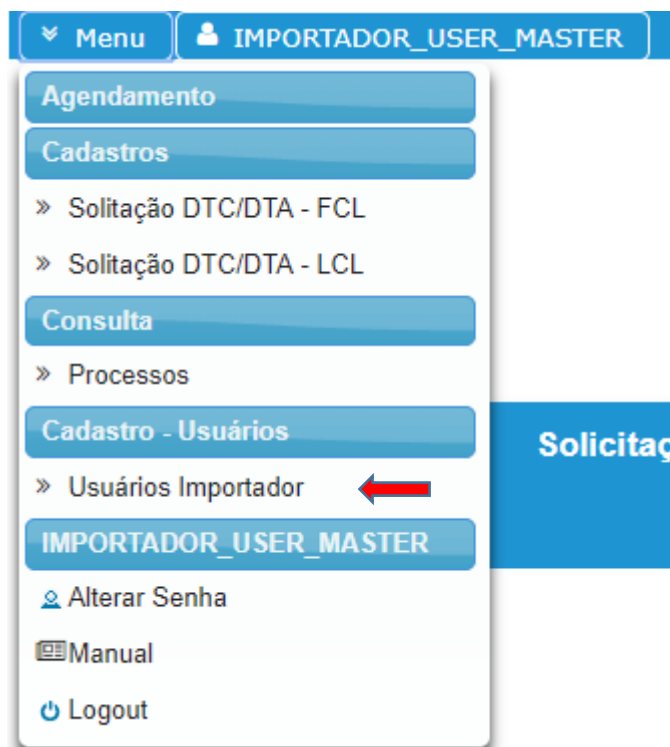 Menu IMPORTADOR_USER_MASTER
Agendamento
Cadastros
» Solitação DTC/DTA - FCL
» Solitação DTC/DTA - LCL
Consulta
» Processos
Cadastro - Usuários
Solicitaç
» Usuários Importador
IMPORTADOR_USER_MASTER
Alterar Senha
Manual
Logout